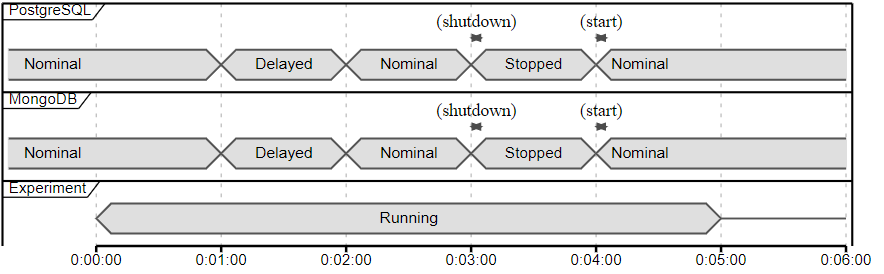 PostgreSQL
(shutdown) (start)
Nominal Delayed Nominal Stopped Nominal
MongoDB
(shutdown) (start)
Nominal Delayed Nominal Stopped Nominal
Experiment
Running
0:00:00 0:01:00 0:02:00 0:03:00 0:04:00 0:05:00 0:06:00